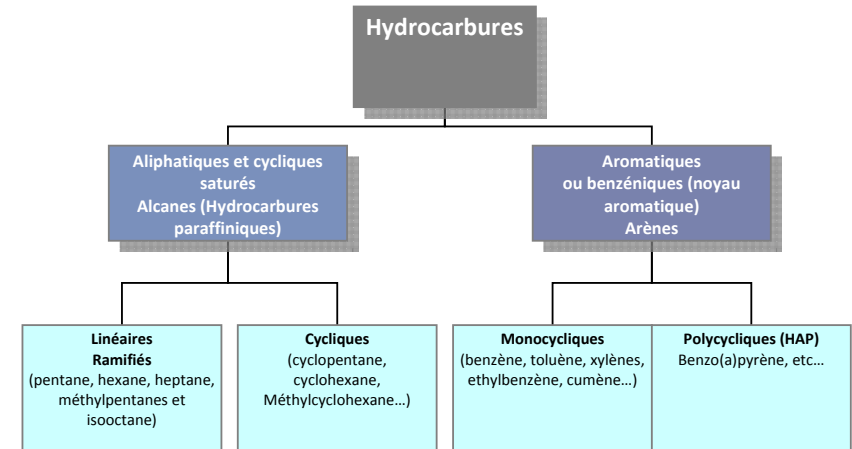 Hydrocarbures
Aliphatiques et cycliques
saturés
Alcanes (Hydrocarbures
paraffiniques)
Aromatiques
ou benzéniques (noyau
aromatique)
Arènes
Linéaires
Ramifiés
(pentane, hexane, heptane,
méthylpentanes et
isooctane)
Cycliques
(cyclopentane,
cyclohexane,
Méthylcyclohexane…)
Monocycliques
(benzène, toluène, xylènes,
ethylbenzène, cumène…)
Polycycliques (HAP)
Benzo(a)pyrène, etc…